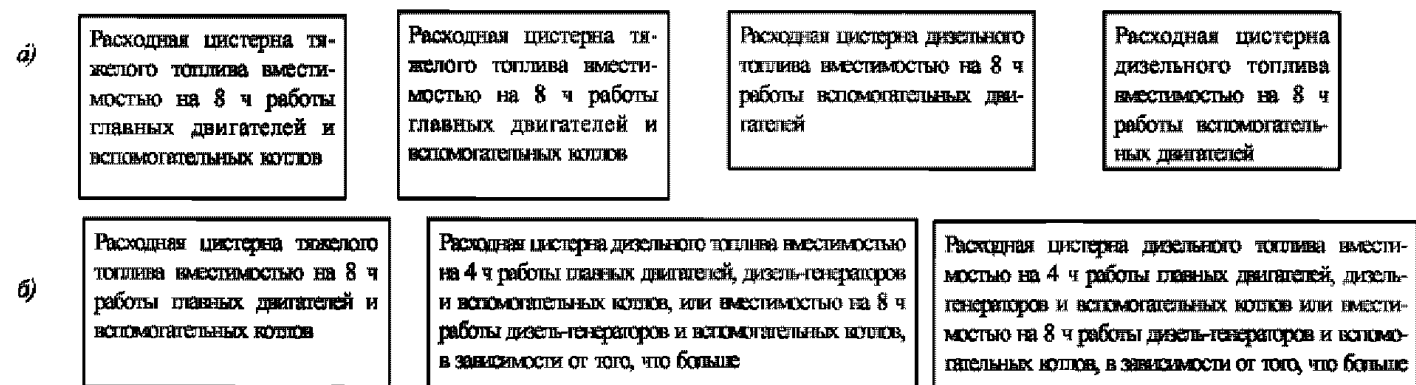 а)
Расходная цистерна тя-
желого топлива вмести-
мостью на 8 ч работы
главных двигателей и
вспомогательных котлов
Расходная цистерна тя-
желого топлива вмести-
мостью на 8 ч работы
главных двигателей и
вспомогательных котлов
Расходная цистерна дизельного
топлива вместимостью на 8 ч
работы вспомогательных дви-
гателей
Расходная цистерна
дизельного топлива
вместимостью на 8 ч
работы вспомогатель-
ных двигателей
б)
Расходная цистерна тяжелого
топлива вместимостью на 8 ч
работы главных двигателей и
вспомогательных котлов
Расходная цистерна дизельного топлива вместимостью
на 4 ч работы главных двигателей, дизель-генераторов
и вспомогательных котлов, или вместимостью на 8 ч
работы дизель-генераторов и вспомогательных котлов,
в зависимости от того, что больше
Расходная цистерна дизельного топлива вмести-
мостью на 4 ч работы главных двигателей, дизель-
генераторов и вспомогательных котлов или вмести-
мостью на 8 ч работы дизель-генераторов и вспомо-
гательных котлов, в зависимости от того, что больше